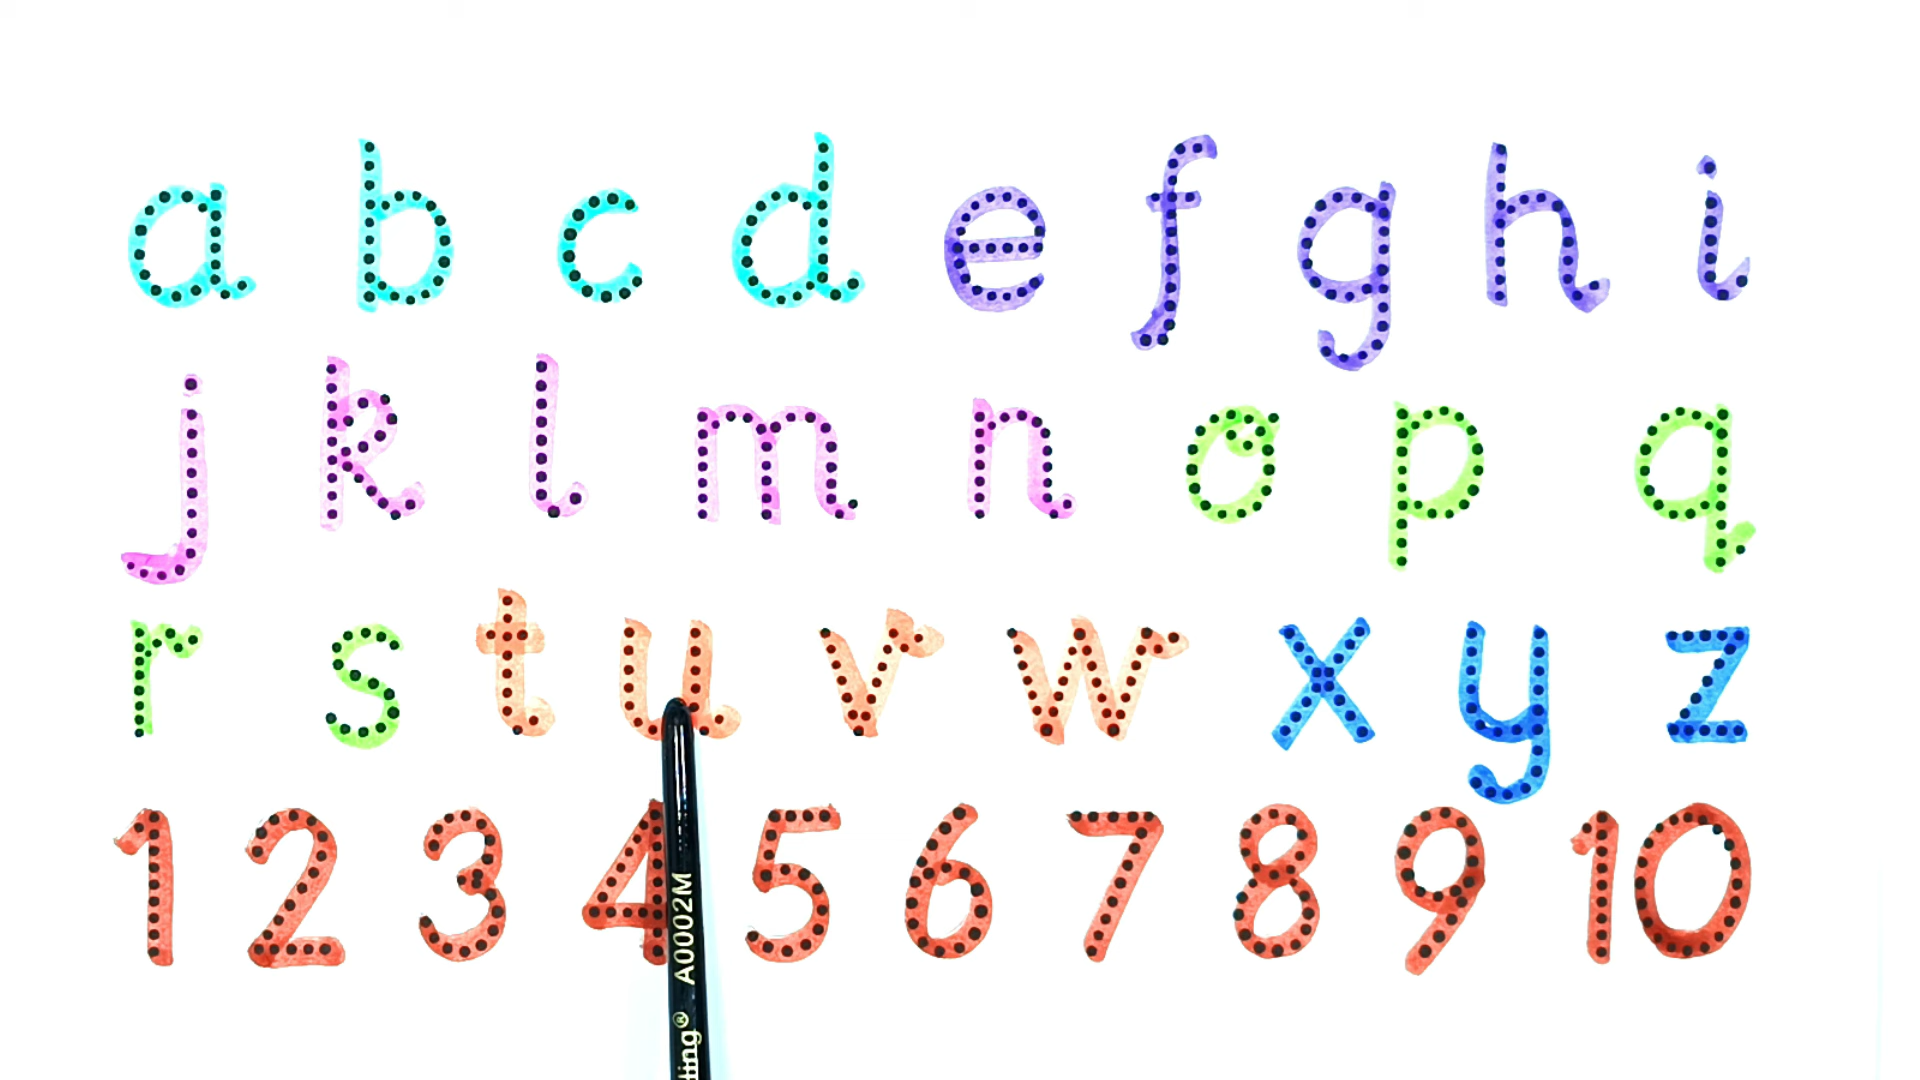 a b c d e f g h i
j k l m n o p q
r s t u v w x y z
1 2 3 4 5 6 7 8 9 10
A0002M